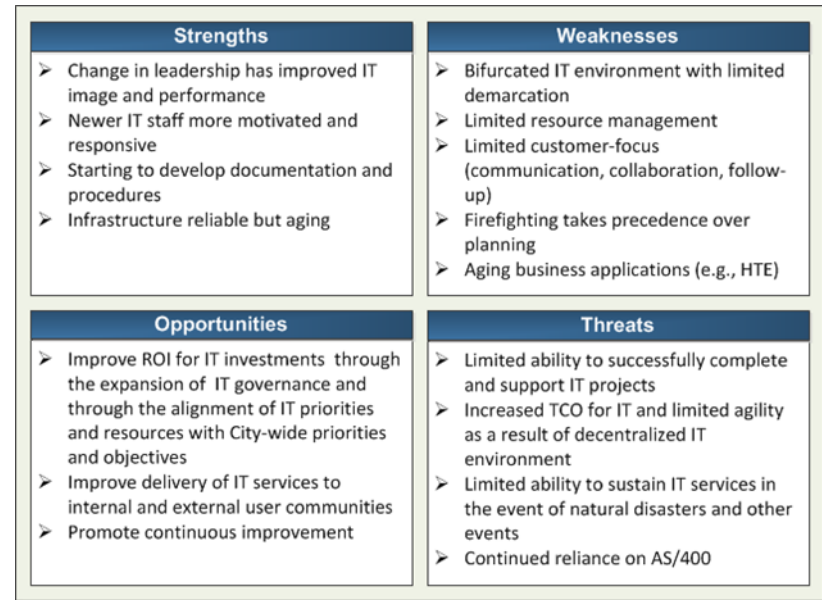 Strengths
➢ Change in leadership has improved IT
image and performance
➢ Newer IT staff more motivated and
responsive
➢ Starting to develop documentation and
procedures
➢ Infrastructure reliable but aging
Weaknesses
➢ Bifurcated IT environment with limited
demarcation
➢ Limited resource management
➢ Limited customer-focus
(communication, collaboration, follow-
up)
➢ Firefighting takes precedence over
planning
➢ Aging business applications (e.g., HTE)
Opportunities
➢ Improve ROI for IT investments through
the expansion of IT governance and
through the alignment of IT priorities
and resources with City-wide priorities
and objectives
➢ Improve delivery of IT services to
internal and external user communities
➢ Promote continuous improvement
Threats
➢ Limited ability to successfully complete
and support IT projects
➢ Increased TCO for IT and limited agility
as a result of decentralized IT
environment
➢ Limited ability to sustain IT services in
the event of natural disasters and other
events
➢ Continued reliance on AS/400